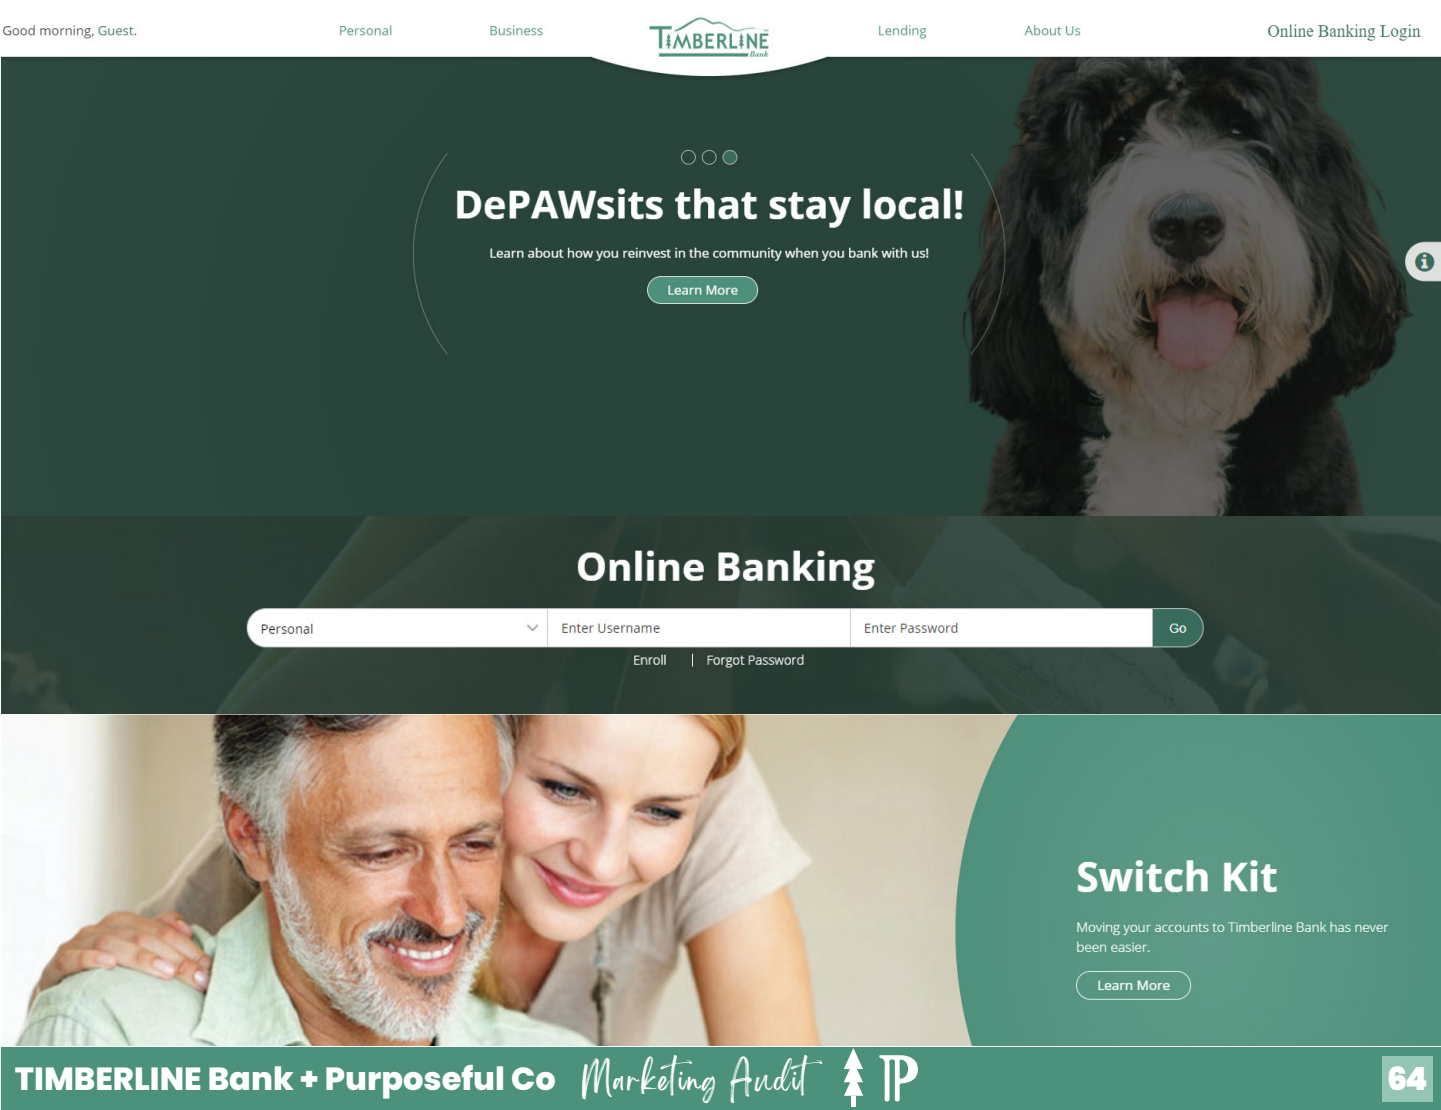 Good morning, Guest.
Personal
Business
TIMBERLINE
Bank
Lending
About Us
Online Banking Login
DePAWsits that stay local!
Learn about how you reinvest in the community when you bank with us!
Learn More
Online Banking
Personal
Enter Username
Enter Password
Go
Enroll | Forgot Password
Switch Kit
Moving your accounts to Timberline Bank has never
been easier.
Learn More
TIMBERLINE Bank + Purposeful Co Marketing Audit P
64